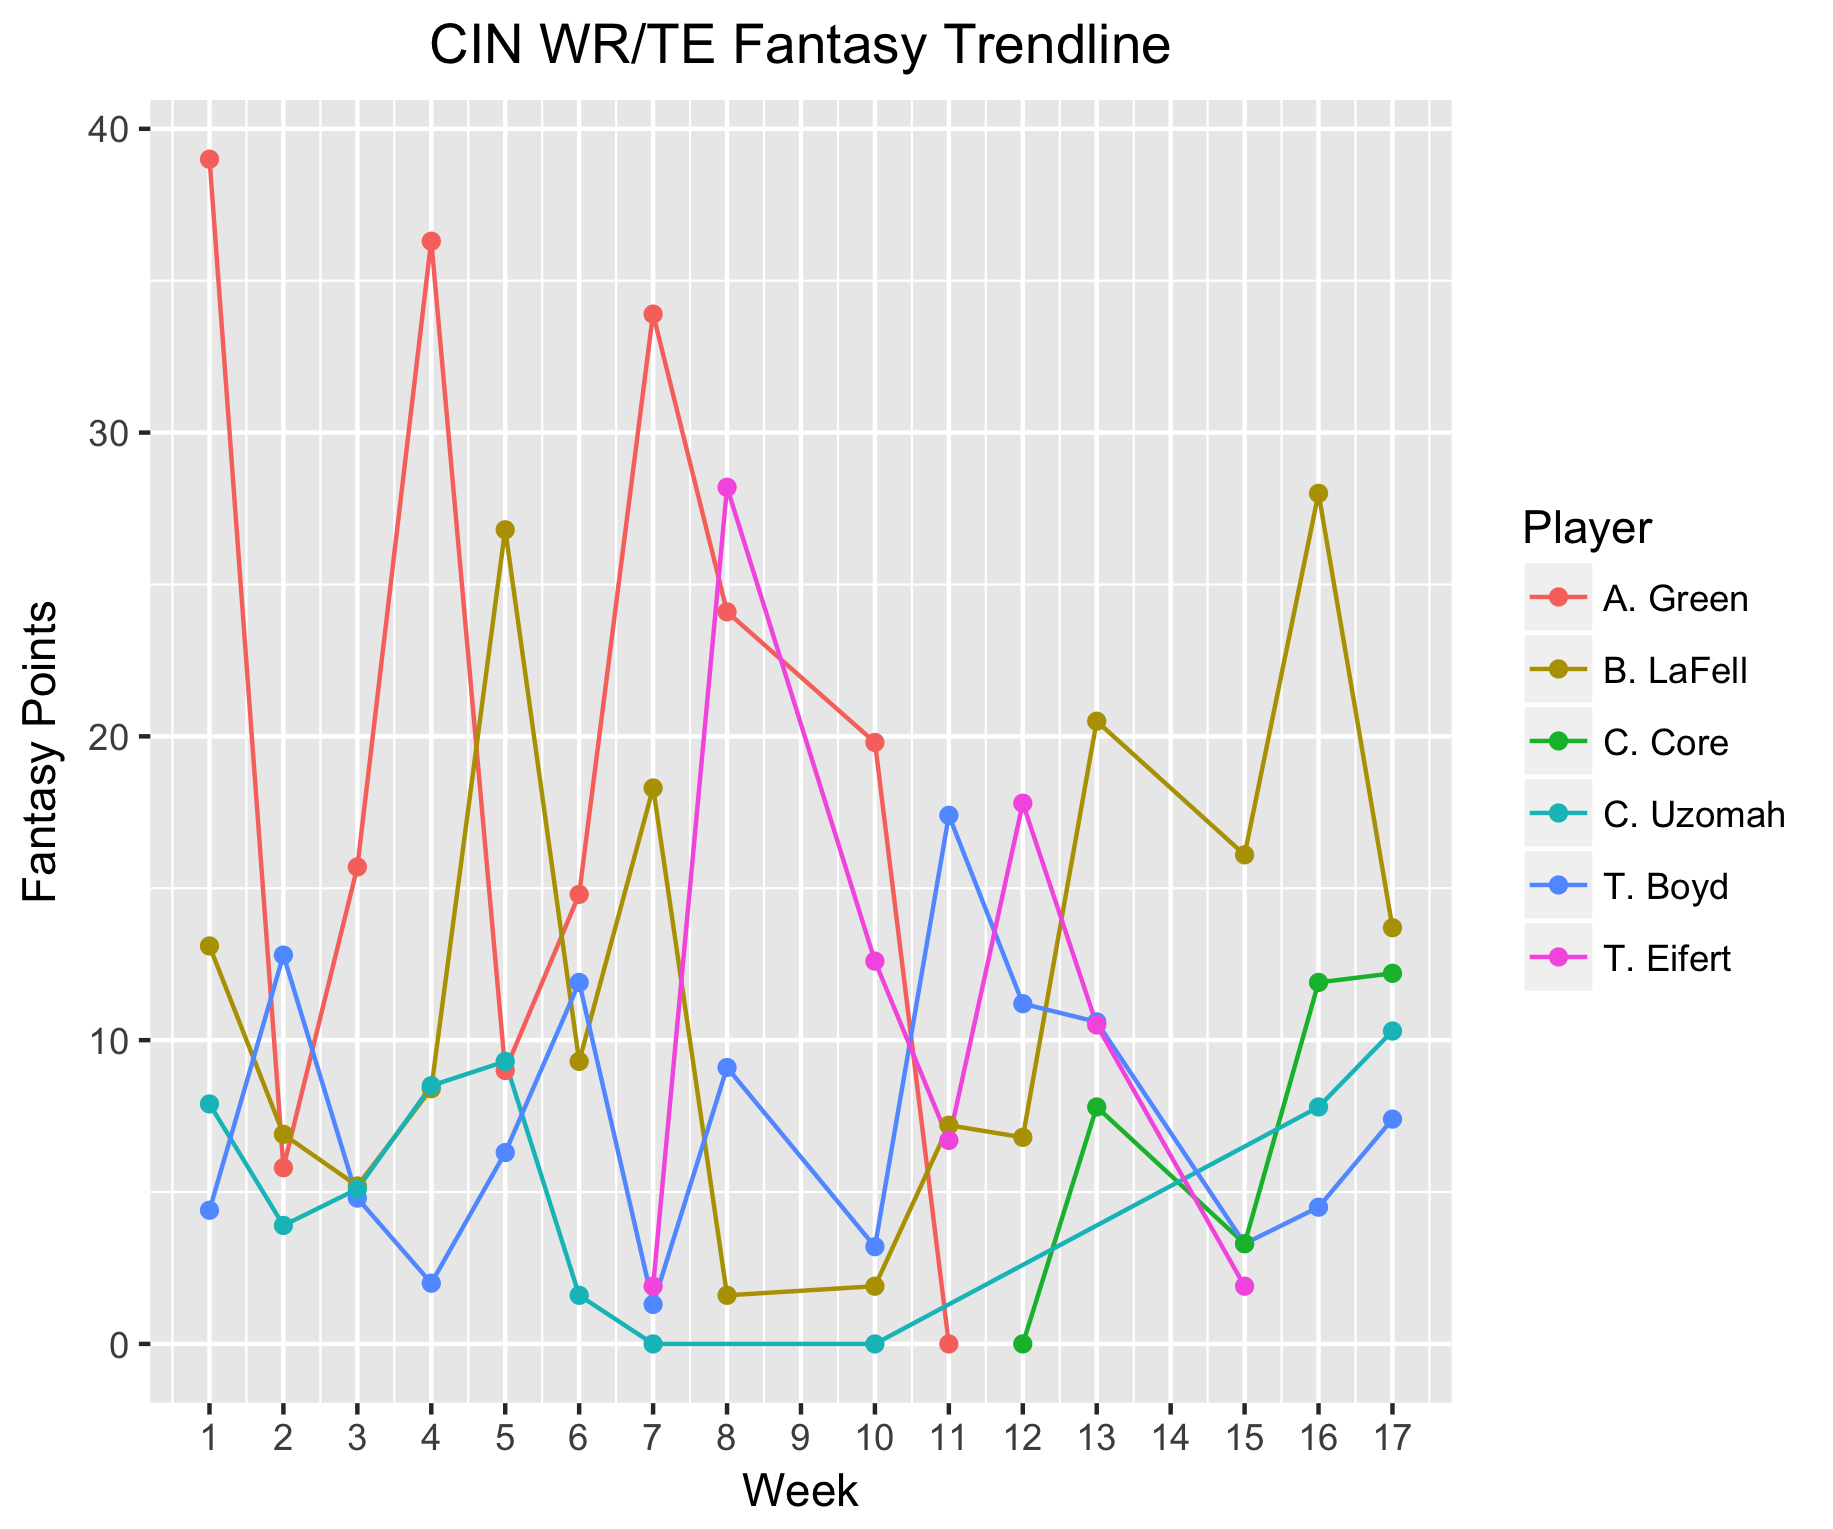 CIN WR/TE Fantasy Trendline
Fantasy Points
40
30
20
10
0
1 2 3 4 5 6 7 8 9 10 11 12 13 14 15 16 17
Week
Player
A. Green
B. LaFell
C. Core
C. Uzomah
T. Boyd
T. Eifert